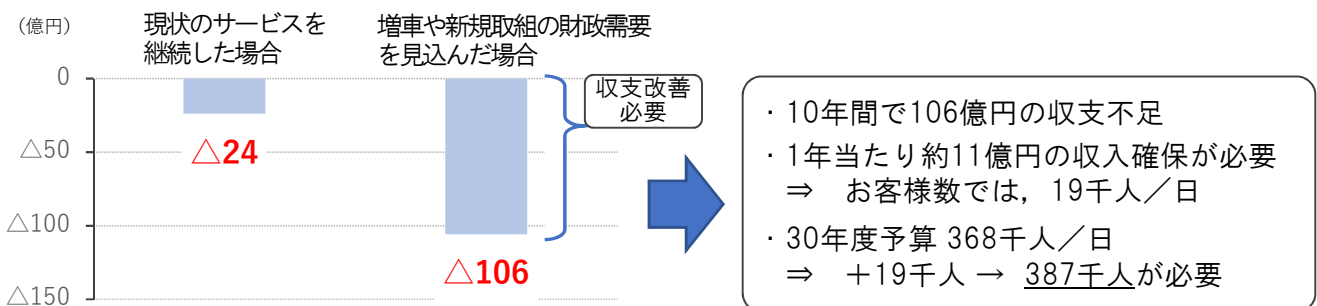 （億円）
現状のサービスを
継続した場合
増車や新規取組の財政需要
を見込んだ場合
0
△50
△100
△150
△24
△106
収支改善
必要
・10年間で106億円の収支不足
・1年当たり約11億円の収入確保が必要
⇒　お客様数では，19千人／日
・30年度予算 368千人／日
⇒　＋19千人 → 387千人が必要